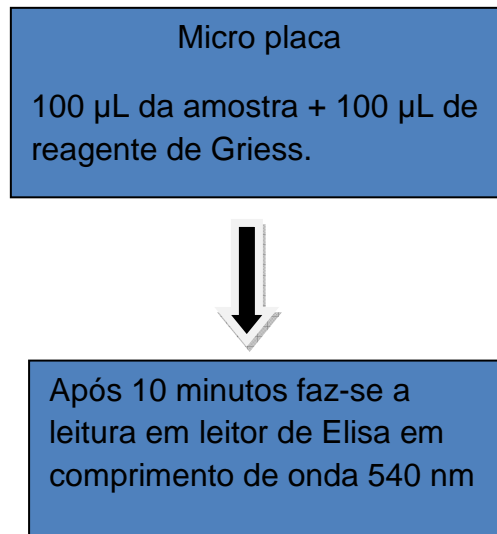 Micro placa
100 µL da amostra + 100 µL de
reagente de Griess.
Após 10 minutos faz-se a
leitura em leitor de Elisa em
comprimento de onda 540 nm